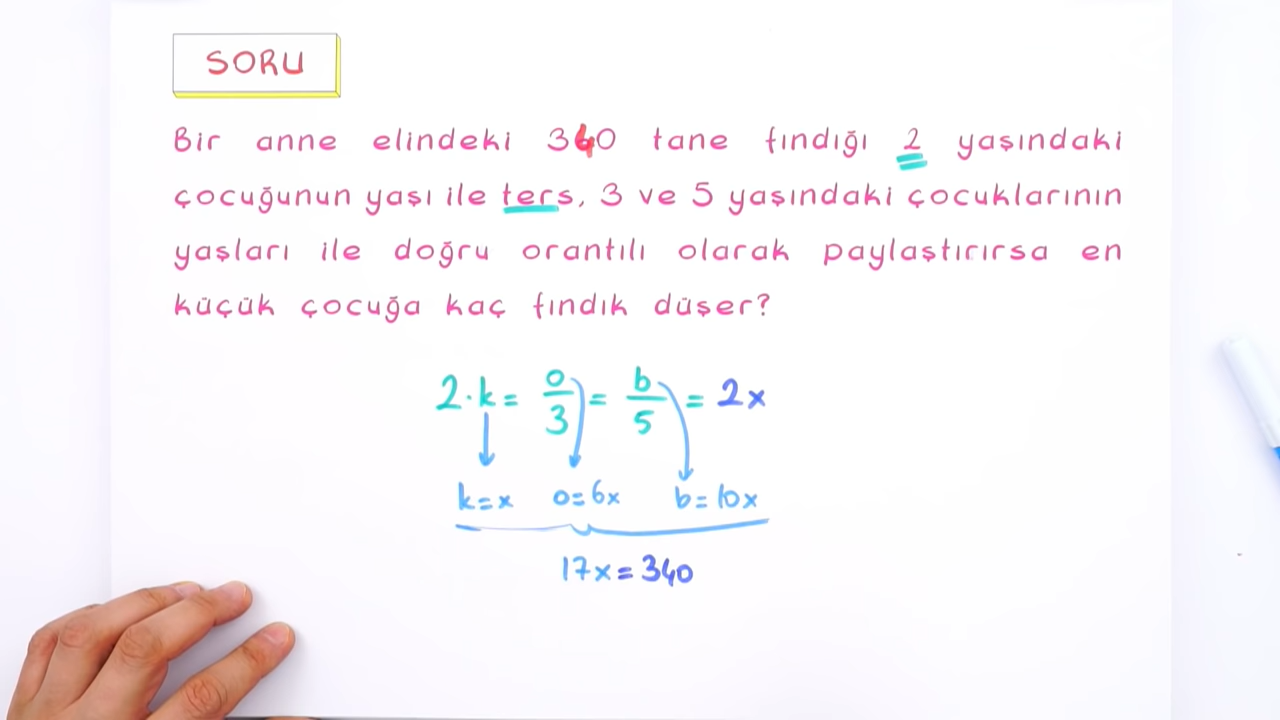 SORU
Bir anne elindeki 340 tane fındığı 2 yaşındaki
çocuğunun yaşı ile ters, 3 ve 5 yaşındaki çocuklarının
yaşları ile doğru orantılı olarak paylaştırırsa en
küçük çocuğa kaç fındık düşer?
2·k = o/3 = b/5 = 2x
k=x o=6x b=10x
17x=340